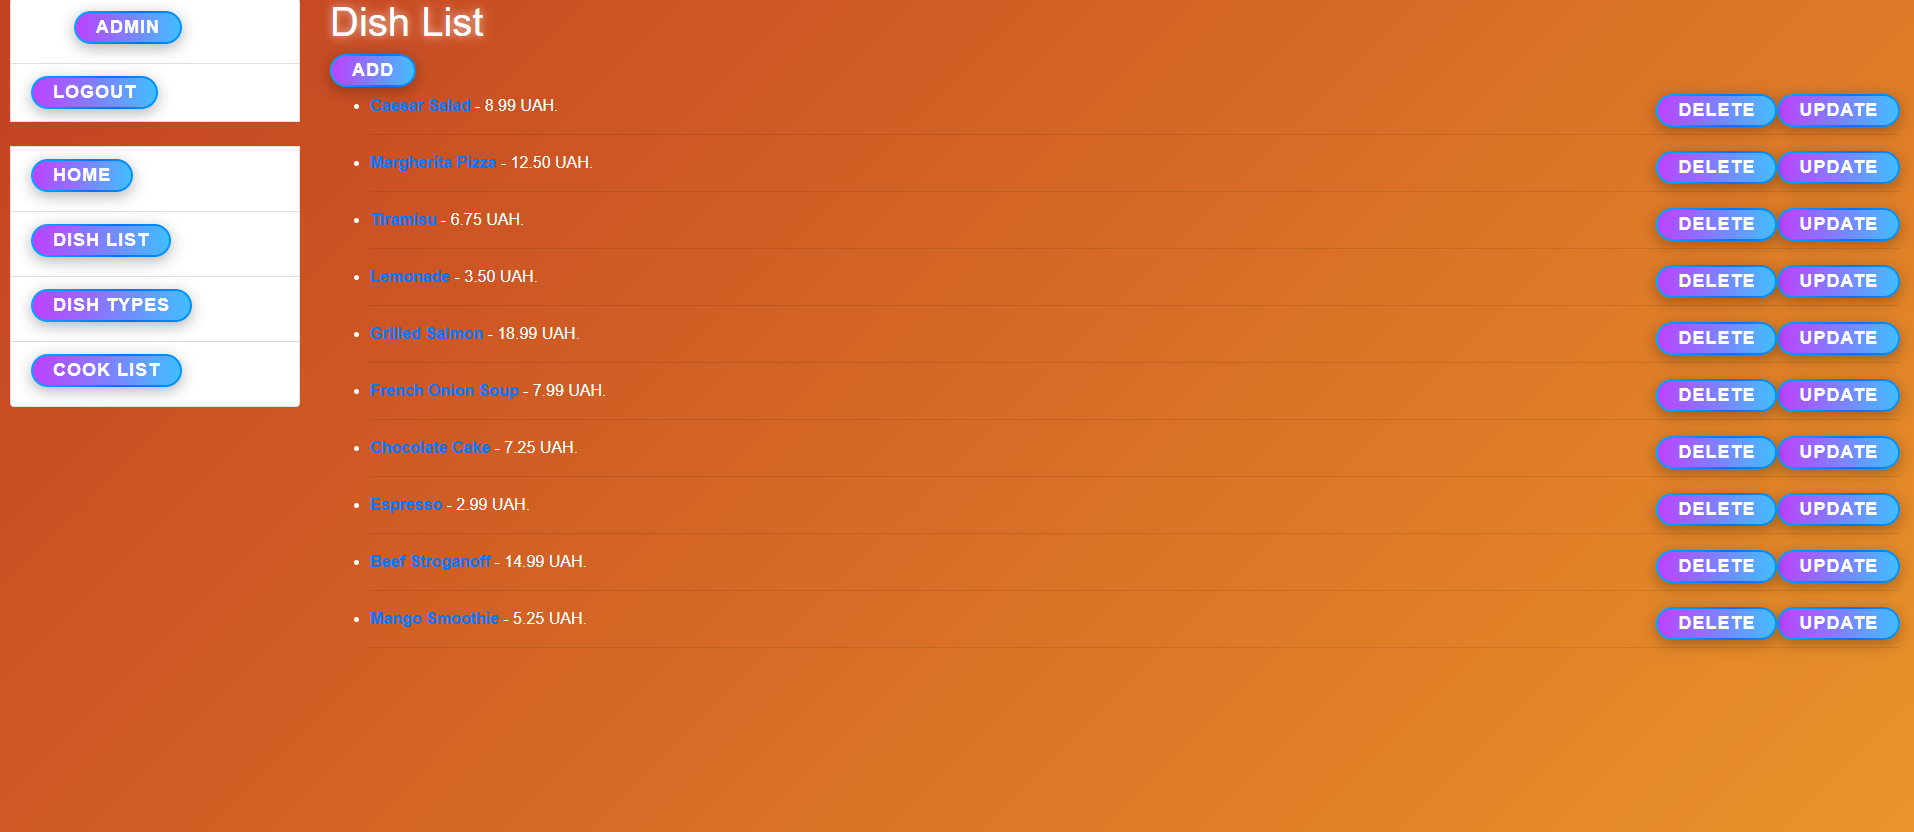 ADMIN
LOGOUT
HOME
DISH LIST
DISH TYPES
COOK LIST
Dish List
ADD
Caesar Salad - 8.99 UAH. DELETE UPDATE
Margherita Pizza - 12.50 UAH. DELETE UPDATE
Tiramisu - 6.75 UAH. DELETE UPDATE
Lemonade - 3.50 UAH. DELETE UPDATE
Grilled Salmon - 18.99 UAH. DELETE UPDATE
French Onion Soup - 7.99 UAH. DELETE UPDATE
Chocolate Cake - 7.25 UAH. DELETE UPDATE
Espresso - 2.99 UAH. DELETE UPDATE
Beef Stroganoff - 14.99 UAH. DELETE UPDATE
Mango Smoothie - 5.25 UAH. DELETE UPDATE